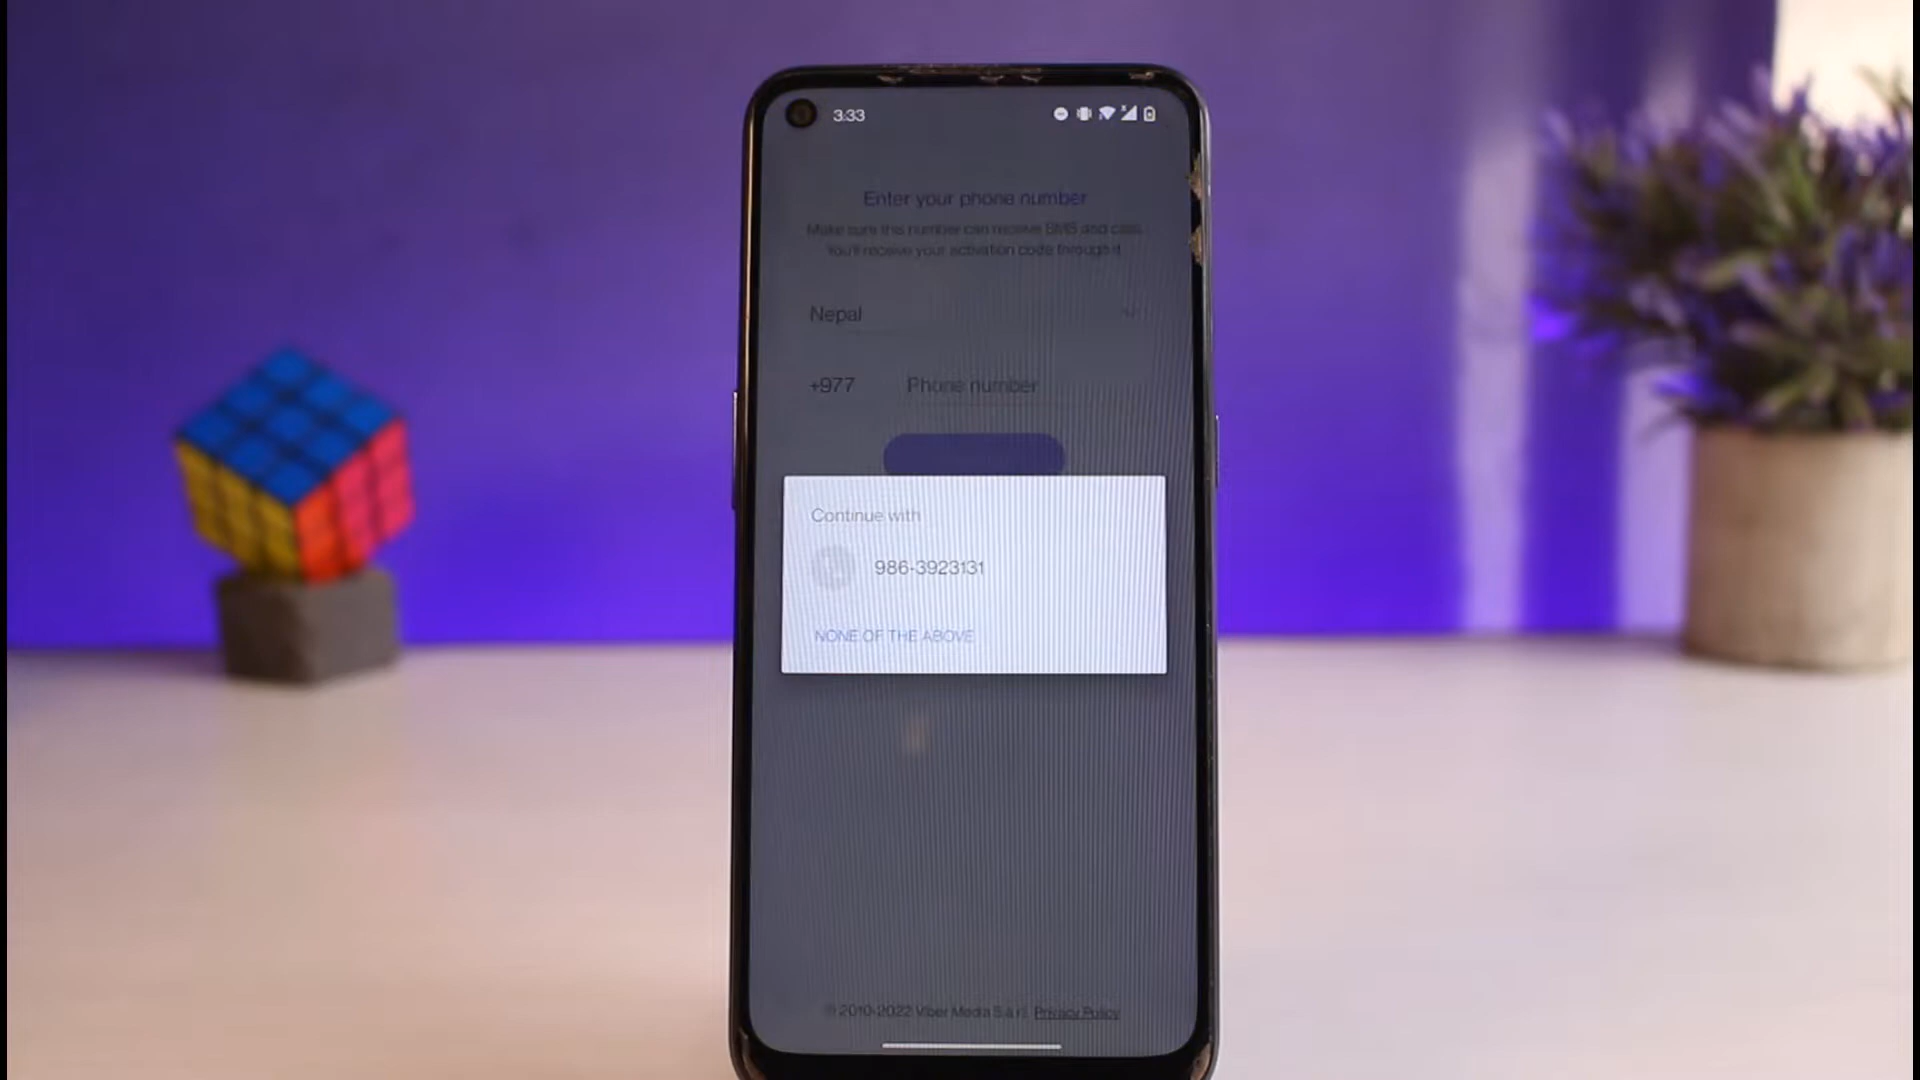 3:33
Enter your phone number
Make sure this number can receive SMS and calls.
You'll receive your activation code through it.
Nepal
+977 Phone number
Continue with
986-3923131
NONE OF THE ABOVE
© 2010-2022 Viber Media S.à r.l. Privacy Policy